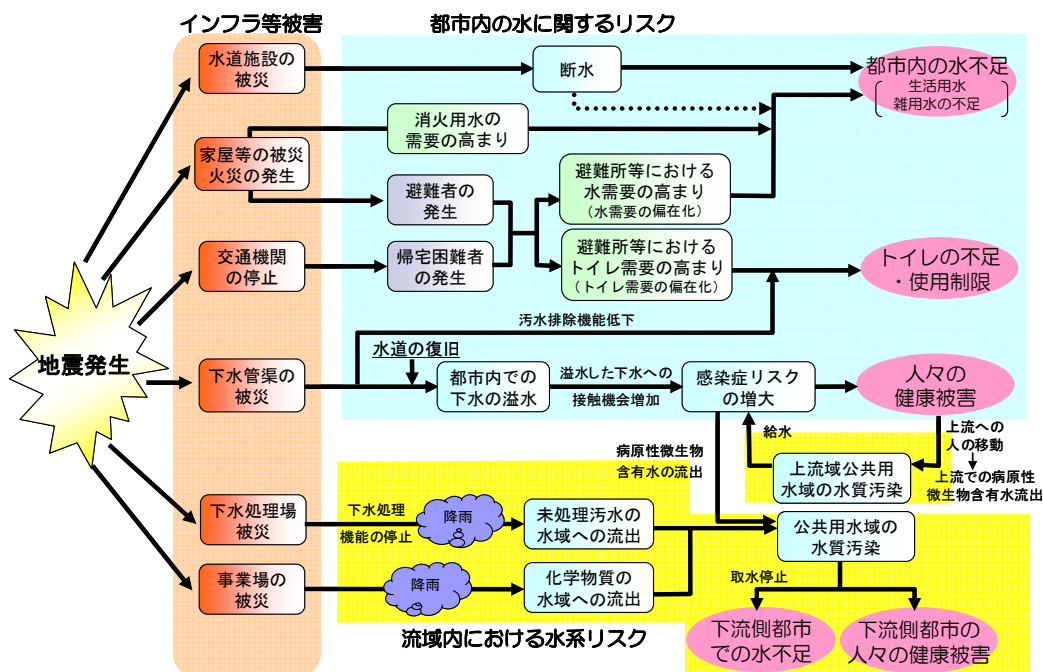 インフラ等被害
都市内の水に関するリスク
水道施設の
被災
断水
都市内の水不足
生活用水
雑用水の不足
消火用水の
需要の高まり
家屋等の被災
火災の発生
避難者の
発生
避難所等における
水需要の高まり
(水需要の偏在化)
交通機関
の停止
帰宅困難者
の発生
避難所等における
トイレ需要の高まり
(トイレ需要の偏在化)
トイレの不足
・使用制限
汚水排除機能低下
地震発生
水道の復旧
下水管渠の
被災
都市内での
下水の溢水
溢水した下水への
接触機会増加
感染症リスク
の増大
人々の
健康被害
上流への
人の移動
上流での病原性
微生物含有水流出
給水
上流域公共用
水域の水質汚染
病原性微生物
含有水の流出
下水処理場
被災
下水処理
機能の停止
降雨
未処理汚水の
水域への流出
公共用水域の
水質汚染
事業場の
被災
降雨
化学物質の
水域への流出
取水停止
流域内における水系リスク
下流側都市
での水不足
下流側都市の
人々の健康被害